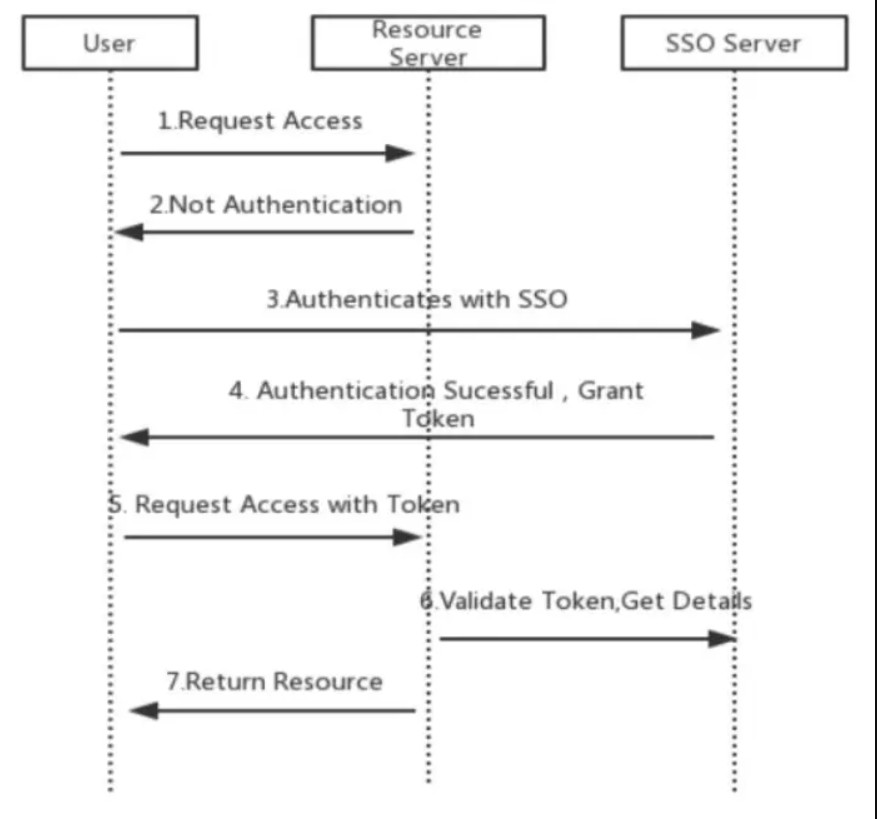 User
Resource
Server
SSO Server
1.Request Access
2.Not Authentication
3.Authenticates with SSO
4. Authentication Sucessful , Grant
Token
5. Request Access with Token
6.Validate Token,Get Details
7.Return Resource